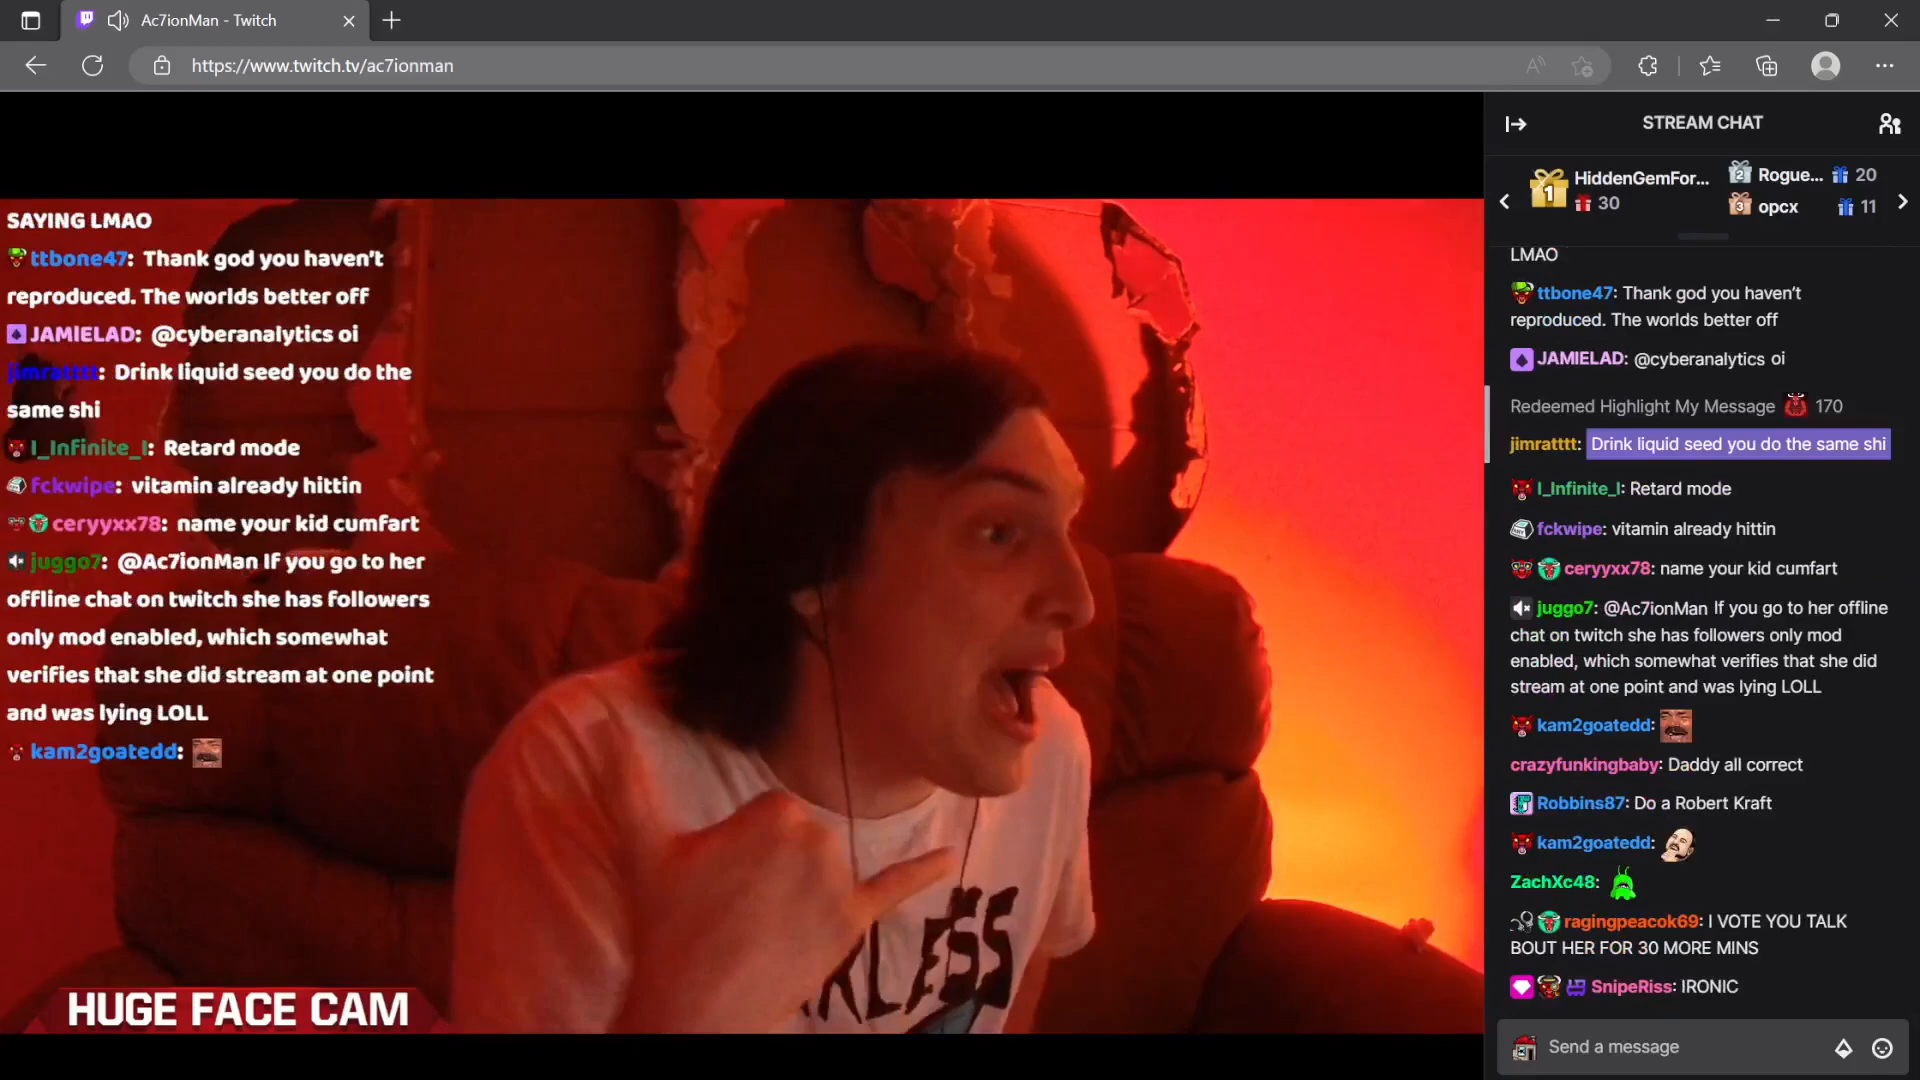 Ac7ionMan - Twitch
https://www.twitch.tv/ac7ionman
SAYING LMAO
ttbone47: Thank god you haven't
reproduced. The worlds better off
JAMlELAD: @cyberanalytics oi
jimratttt: Drink liquid seed you do the
same shi
I_Infinite_I: Retard mode
fckwipe: vitamin already hittin
ceryyxx78: name your kid cumfart
juggo7: @Ac7ionMan If you go to her
offline chat on twitch she has followers
only mod enabled, which somewhat
verifies that she did stream at one point
and was lying LOLL
kam2goatedd:
HUGE FACE CAM
STREAM CHAT
1 HiddenGemFor... 30
2 Rogue... 20
3 opcx 11
LMAO
ttbone47: Thank god you haven't
reproduced. The worlds better off
JAMlELAD: @cyberanalytics oi
Redeemed Highlight My Message 170
jimratttt: Drink liquid seed you do the same shi
I_Infinite_I: Retard mode
fckwipe: vitamin already hittin
ceryyxx78: name your kid cumfart
juggo7: @Ac7ionMan If you go to her offline
chat on twitch she has followers only mod
enabled, which somewhat verifies that she did
stream at one point and was lying LOLL
kam2goatedd:
crazyfunkingbaby: Daddy all correct
Robbins87: Do a Robert Kraft
kam2goatedd:
ZachXc48:
ragingpeacok69: I VOTE YOU TALK
BOUT HER FOR 30 MORE MINS
SnipeRiss: IRONIC
Send a message